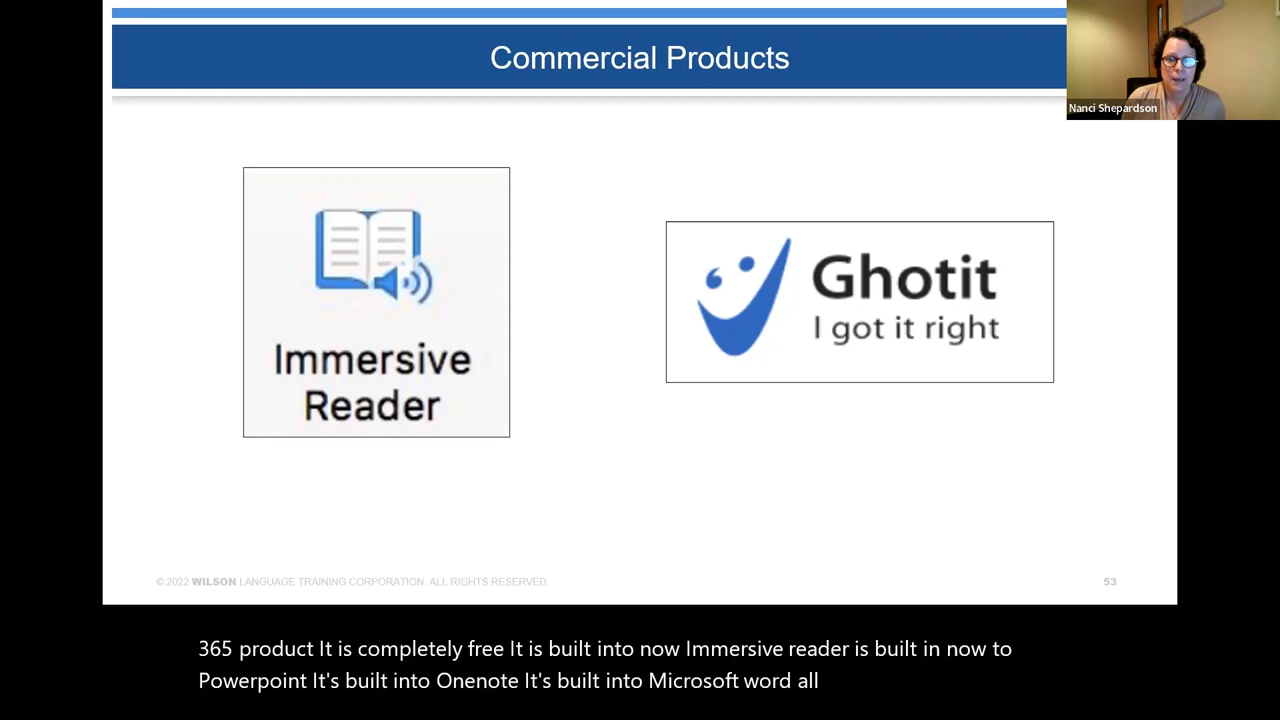 Commercial Products
Nanci Shepardson
Immersive
Reader
Ghotit
I got it right
© 2022 WILSON LANGUAGE TRAINING CORPORATION. ALL RIGHTS RESERVED.
53
365 product It is completely free It is built into now Immersive reader is built in now to
Powerpoint It's built into Onenote It's built into Microsoft word all